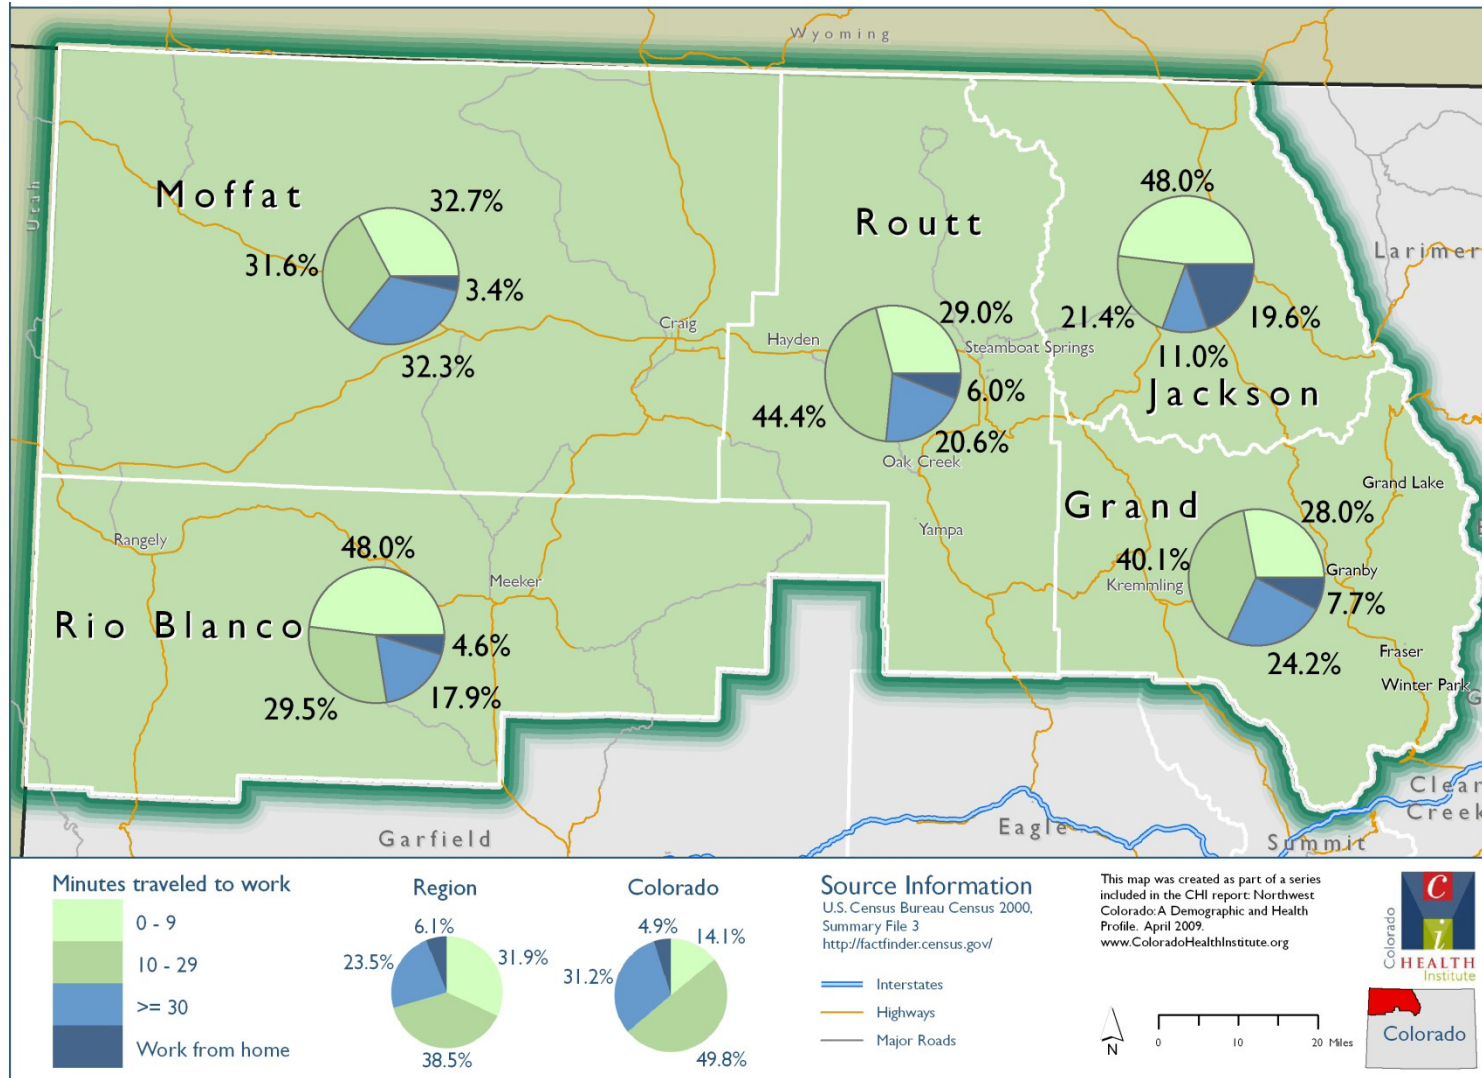 Wyoming
Utah
Moffat
32.7%
31.6%
3.4%
32.3%
Craig
Routt
Hayden
29.0%
Steamboat Springs
6.0%
44.4%
20.6%
Oak Creek
Yampa
48.0%
21.4%
19.6%
11.0%
Jackson
Larimer
Grand
Grand Lake
28.0%
40.1%
Kremmling
Granby
7.7%
24.2%
Fraser
Winter Park
Rangely
48.0%
Meeker
Rio Blanco
4.6%
29.5%
17.9%
Garfield
Eagle
Summit
Clear
Creek
Minutes traveled to work
0 - 9
10 - 29
>= 30
Work from home
Region
6.1%
23.5%
31.9%
38.5%
Colorado
4.9%
14.1%
31.2%
49.8%
Source Information
U.S. Census Bureau Census 2000,
Summary File 3
http://factfinder.census.gov/
Interstates
Highways
Major Roads
This map was created as part of a series
included in the CHI report: Northwest
Colorado: A Demographic and Health
Profile. April 2009.
www.ColoradoHealthInstitute.org
N
0 10 20 Miles
c
i
Colorado
HEALTH
Institute
Colorado